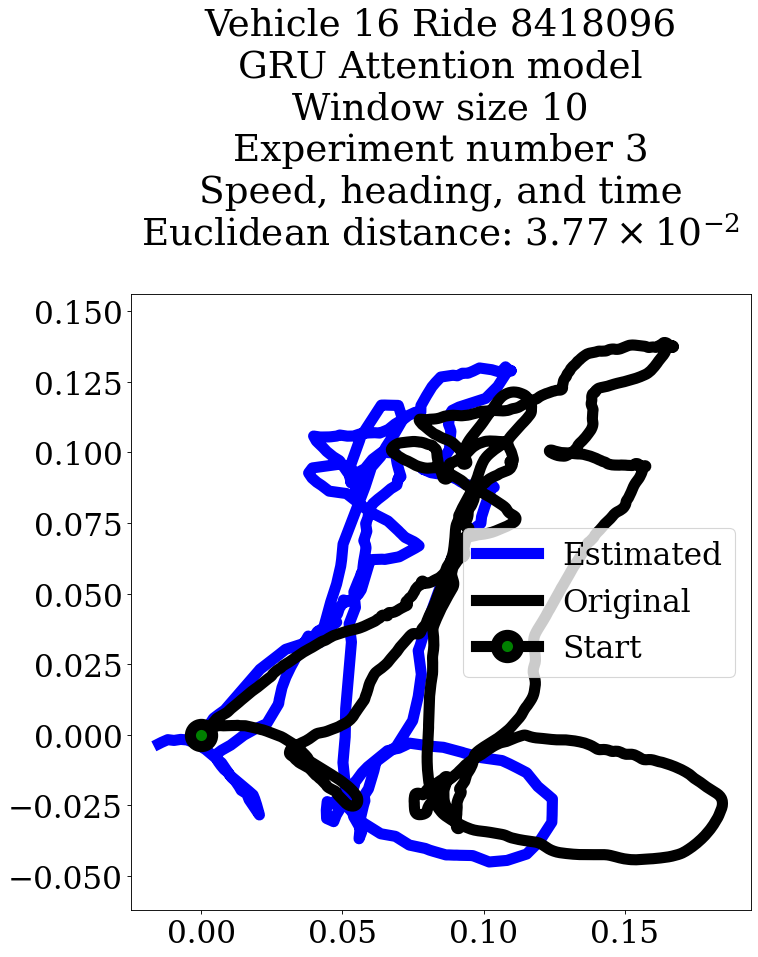 Vehicle 16 Ride 8418096
GRU Attention model
Window size 10
Experiment number 3
Speed, heading, and time
Euclidean distance: 3.77 × 10⁻²
0.150
0.125
0.100
0.075
0.050
0.025
0.000
−0.025
−0.050
Estimated
Original
Start
0.00 0.05 0.10 0.15